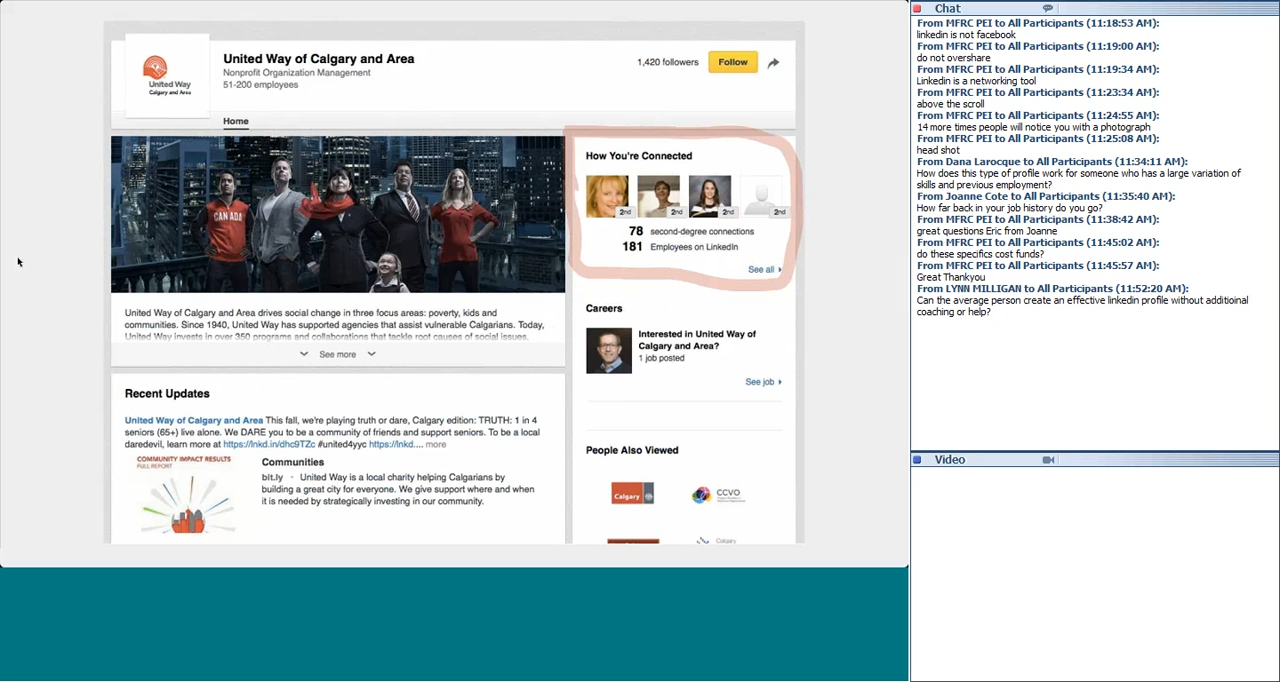 United Way
Calgary and Area
United Way of Calgary and Area
Nonprofit Organization Management
51-200 employees
1,420 followers
Follow
Home
CANADA
United Way of Calgary and Area drives social change in three focus areas: poverty, kids and
communities. Since 1940, United Way has supported agencies that assist vulnerable Calgarians. Today,
United Way invests in over 350 programs and collaborations that tackle root causes of social issues.
See more
Recent Updates
United Way of Calgary and Area This fall, we're playing truth or dare, Calgary edition: TRUTH: 1 in 4
seniors (65+) live alone. We DARE you to be a community of friends and support seniors. To be a local
daredevil, learn more at https://lnkd.in/dhc9TZc #united4yyc https://lnkd.... more
COMMUNITY IMPACT RESULTS
FULL REPORT
Communities
bit.ly · United Way is a local charity helping Calgarians by
building a great city for everyone. We give support where and when
it is needed by strategically investing in our community.
How You're Connected
2nd
2nd
2nd
2nd
78 second-degree connections
181 Employees on LinkedIn
See all
Careers
Interested in United Way of
Calgary and Area?
1 job posted
See job
People Also Viewed
Calgary
CCVO
Calgary
Chat
From MFRC PEI to All Participants (11:18:53 AM):
linkedin is not facebook
From MFRC PEI to All Participants (11:19:00 AM):
do not overshare
From MFRC PEI to All Participants (11:19:34 AM):
Linkedin is a networking tool
From MFRC PEI to All Participants (11:23:34 AM):
above the scroll
From MFRC PEI to All Participants (11:24:55 AM):
14 more times people will notice you with a photograph
From MFRC PEI to All Participants (11:25:08 AM):
head shot
From Dana Larocque to All Participants (11:34:11 AM):
How does this type of profile work for someone who has a large variation of
skills and previous employment?
From Joanne Cote to All Participants (11:35:40 AM):
How far back in your job history do you go?
From MFRC PEI to All Participants (11:38:42 AM):
great questions Eric from Joanne
From MFRC PEI to All Participants (11:45:02 AM):
do these specifics cost funds?
From MFRC PEI to All Participants (11:45:57 AM):
Great Thankyou
From LYNN MILLIGAN to All Participants (11:52:20 AM):
Can the average person create an effective linkedin profile without additioinal
coaching or help?
Video